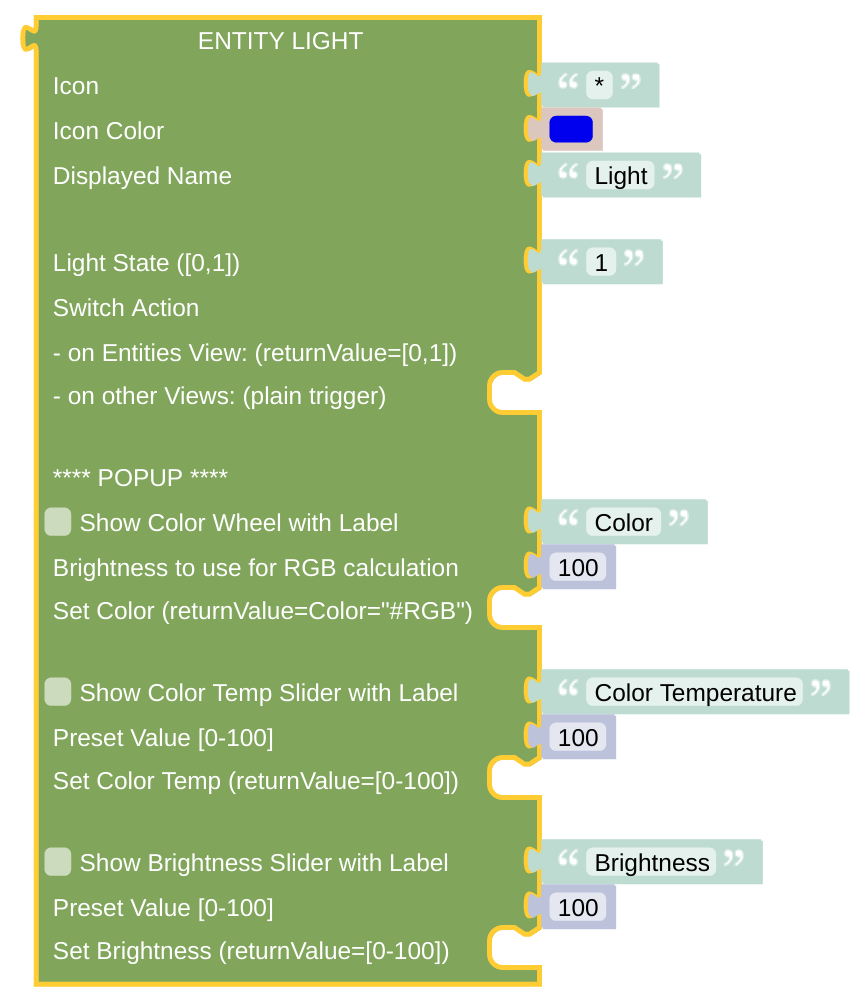 ENTITY LIGHT
Icon “ * ”
Icon Color
Displayed Name “ Light ”
Light State ([0,1]) “ 1 ”
Switch Action
- on Entities View: (returnValue=[0,1])
- on other Views: (plain trigger)
**** POPUP ****
Show Color Wheel with Label “ Color ”
Brightness to use for RGB calculation 100
Set Color (returnValue=Color="#RGB")
Show Color Temp Slider with Label “ Color Temperature ”
Preset Value [0-100] 100
Set Color Temp (returnValue=[0-100])
Show Brightness Slider with Label “ Brightness ”
Preset Value [0-100] 100
Set Brightness (returnValue=[0-100])